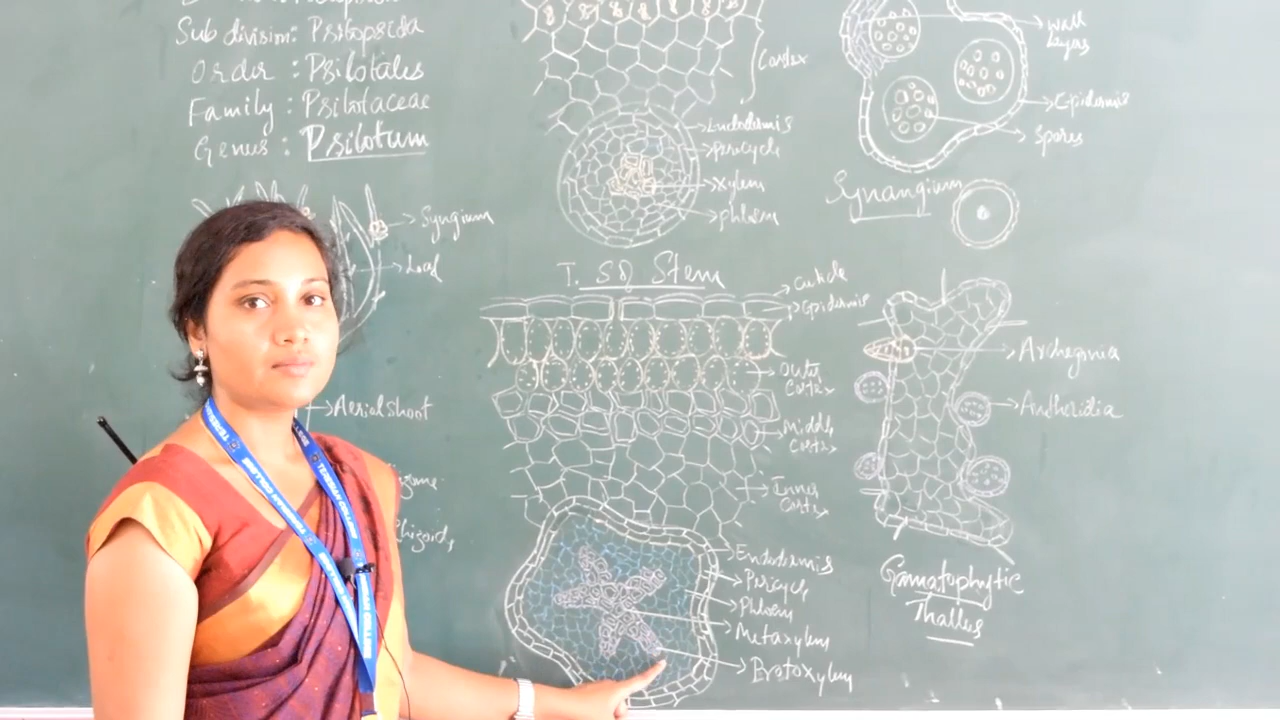 Sub division: Psilopsida
Order : Psilotales
Family : Psilotaceae
Genus : Psilotum
Syngium
Leaf
Aerial shoot
Cortex
Endodermis
Pericycle
Xylem
phloem
T. S of Stem
Cuticle
Epidermis
Outer
Cortex
Middle
Cortex
Inner
Cortex
Endodermis
Pericycle
Phloem
Metaxylem
Protoxylem
wall
layers
Epidermis
Spores
Synangium
Archegonia
Antheridia
Gamatophytic
Thallus